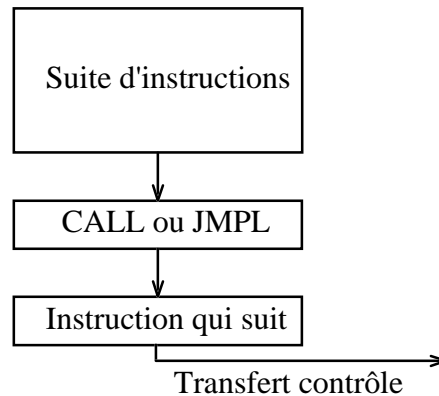 Suite d'instructions
CALL ou JMPL
Instruction qui suit
Transfert contrôle